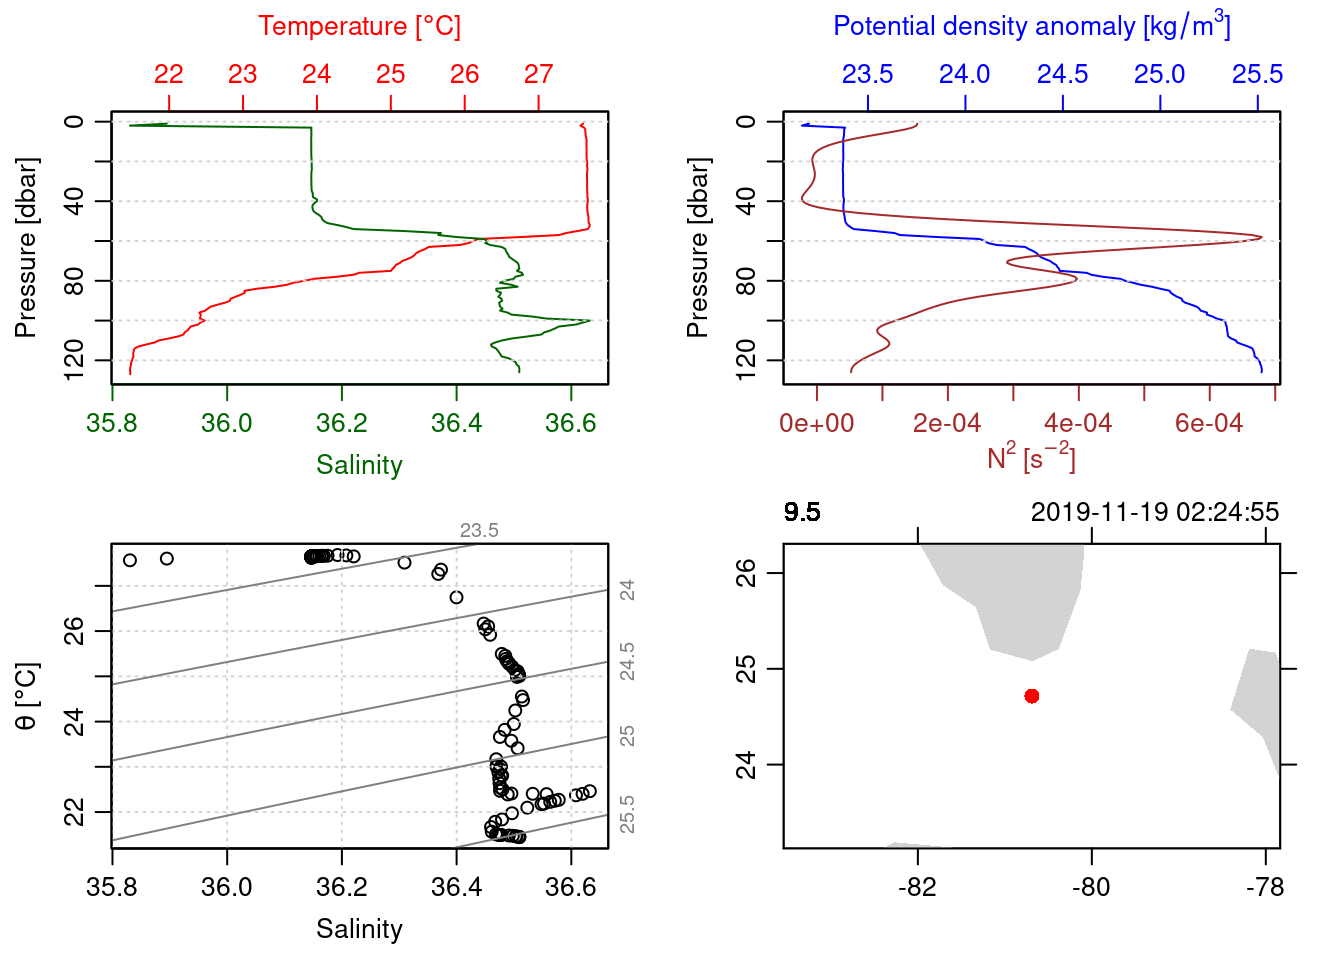 Temperature [°C]
22 23 24 25 26 27
Pressure [dbar]
0 40 80 120
35.8 36.0 36.2 36.4 36.6
Salinity
Potential density anomaly [kg/m³]
23.5 24.0 24.5 25.0 25.5
Pressure [dbar]
0 40 80 120
0e+00 2e-04 4e-04 6e-04
N² [s⁻²]
23.5
24
24.5
25
25.5
θ [°C]
26 24 22
35.8 36.0 36.2 36.4 36.6
Salinity
9.5 2019-11-19 02:24:55
26
25
24
-82 -80 -78